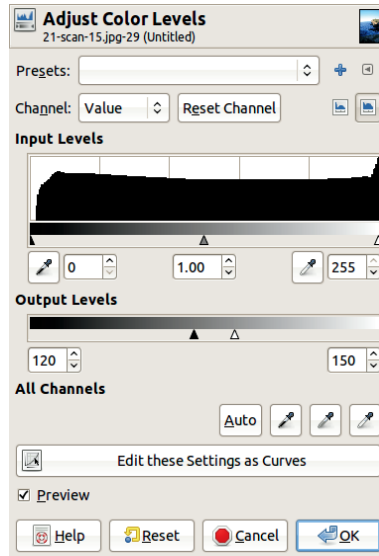 Adjust Color Levels
21-scan-15.jpg-29 (Untitled)
Presets:
Channel: Value Reset Channel
Input Levels
0 1.00 255
Output Levels
120 150
All Channels
Auto
Edit these Settings as Curves
Preview
Help Reset Cancel OK